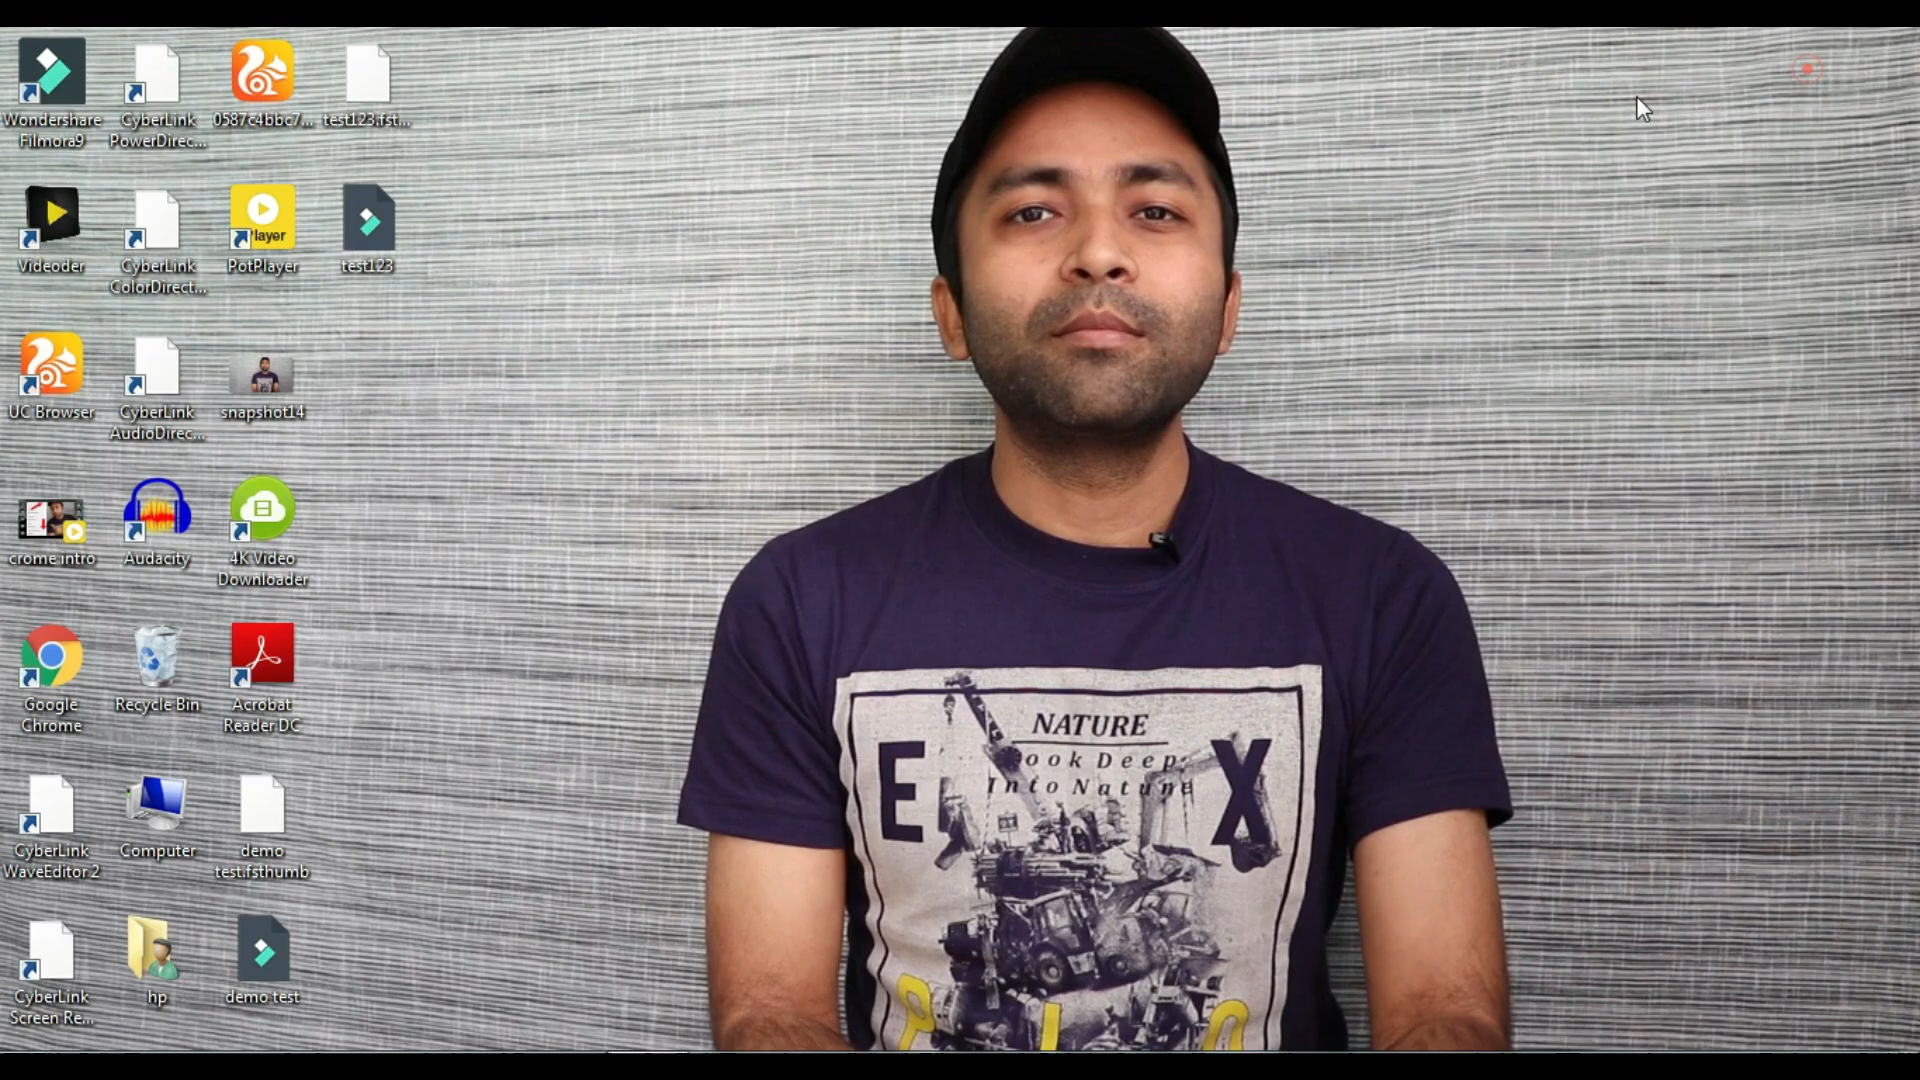 Wondershare
Filmora9
CyberLink
PowerDirec...
0587c4bbc7...
test123.fst...
Videoder
CyberLink
ColorDirect...
Player
PotPlayer
test123
UC Browser
CyberLink
AudioDirec...
snapshot14
crome intro
Audacity
4K Video
Downloader
Google
Chrome
Recycle Bin
Acrobat
Reader DC
CyberLink
WaveEditor 2
Computer
demo
test.fsthumb
CyberLink
Screen Re...
hp
demo test
NATURE
ook Deep
Into Nature
E X